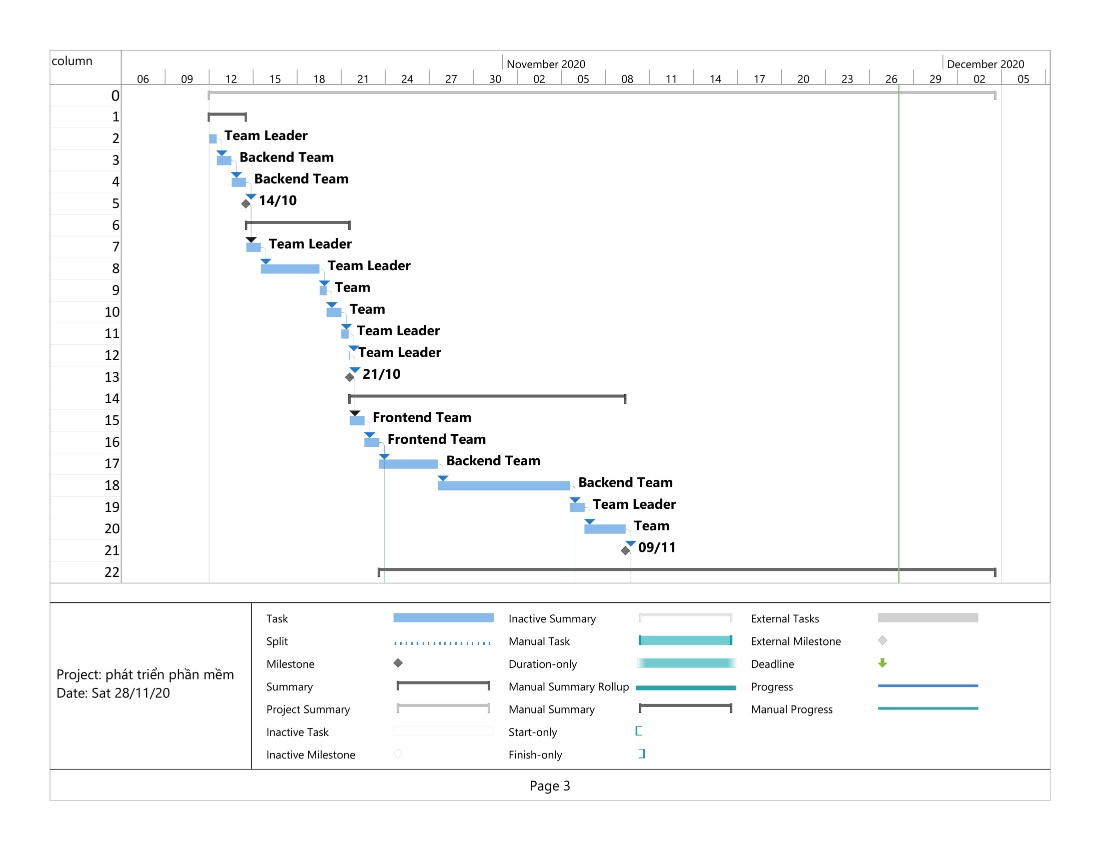 column
November 2020
December 2020
06 09 12 15 18 21 24 27 30 02 05 08 11 14 17 20 23 26 29 02 05
0
1
2 Team Leader
3 Backend Team
4 Backend Team
5 14/10
6
7 Team Leader
8 Team Leader
9 Team
10 Team
11 Team Leader
12 Team Leader
13 21/10
14
15 Frontend Team
16 Frontend Team
17 Backend Team
18 Backend Team
19 Team Leader
20 Team
21 09/11
22
Project: phát triển phần mềm
Date: Sat 28/11/20
Task
Split
Milestone
Summary
Project Summary
Inactive Task
Inactive Milestone
Inactive Summary
Manual Task
Duration-only
Manual Summary Rollup
Manual Summary
Start-only
Finish-only
External Tasks
External Milestone
Deadline
Progress
Manual Progress
Page 3